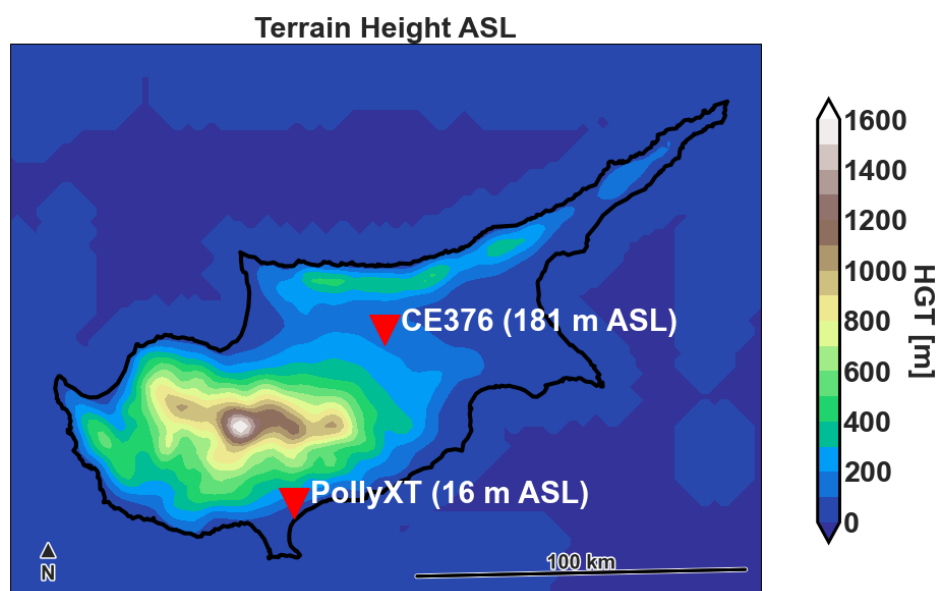 Terrain Height ASL
CE376 (181 m ASL)
PollyXT (16 m ASL)
N
100 km
1600
1400
1200
1000
800
600
400
200
0
HGT [m]